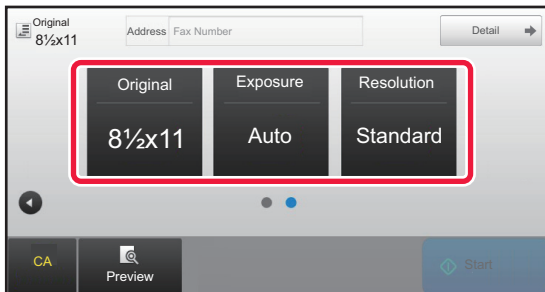 Original
8½x11
Address Fax Number
Detail
Original Exposure Resolution
8½x11 Auto Standard
CA
Preview
Start